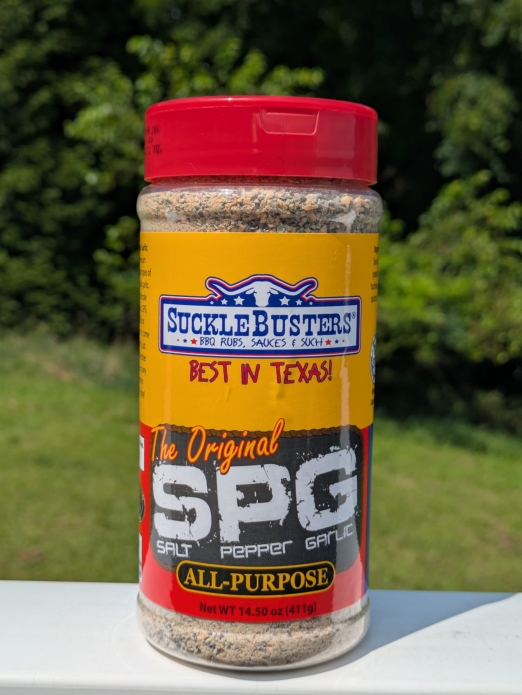 SUCKLEBUSTERS®
BBQ RUBS, SAUCES & SUCH
BEST IN TEXAS!
The Original
SPG
SALT PEPPER GARLIC
ALL-PURPOSE
Net WT 14.50 oz (411g)